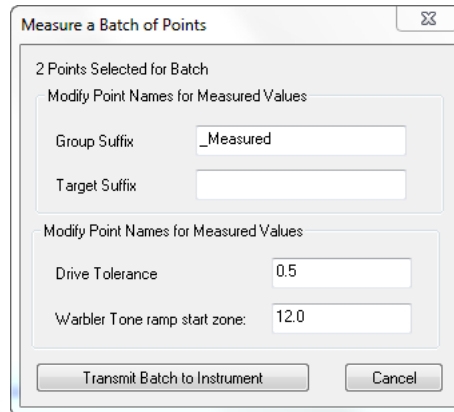 Measure a Batch of Points
2 Points Selected for Batch
Modify Point Names for Measured Values
Group Suffix _Measured
Target Suffix
Modify Point Names for Measured Values
Drive Tolerance 0.5
Warbler Tone ramp start zone: 12.0
Transmit Batch to Instrument Cancel